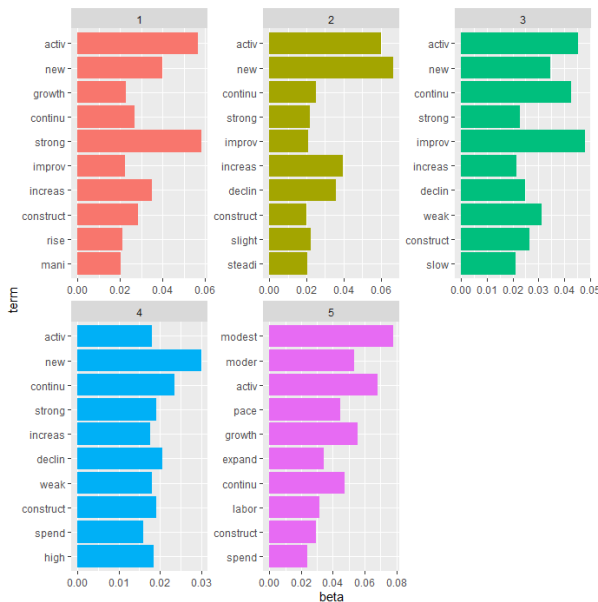 1
activ
new
growth
continu
strong
improv
increas
construct
rise
mani
0.00 0.02 0.04 0.06
2
activ
new
continu
strong
improv
increas
declin
construct
slight
steadi
0.00 0.02 0.04 0.06
3
activ
new
continu
strong
improv
increas
declin
weak
construct
slow
0.00 0.01 0.02 0.03 0.04 0.05
term
4
activ
new
continu
strong
increas
declin
weak
construct
spend
high
0.00 0.01 0.02 0.03
5
modest
moder
activ
pace
growth
expand
continu
labor
construct
spend
0.00 0.02 0.04 0.06 0.08
beta